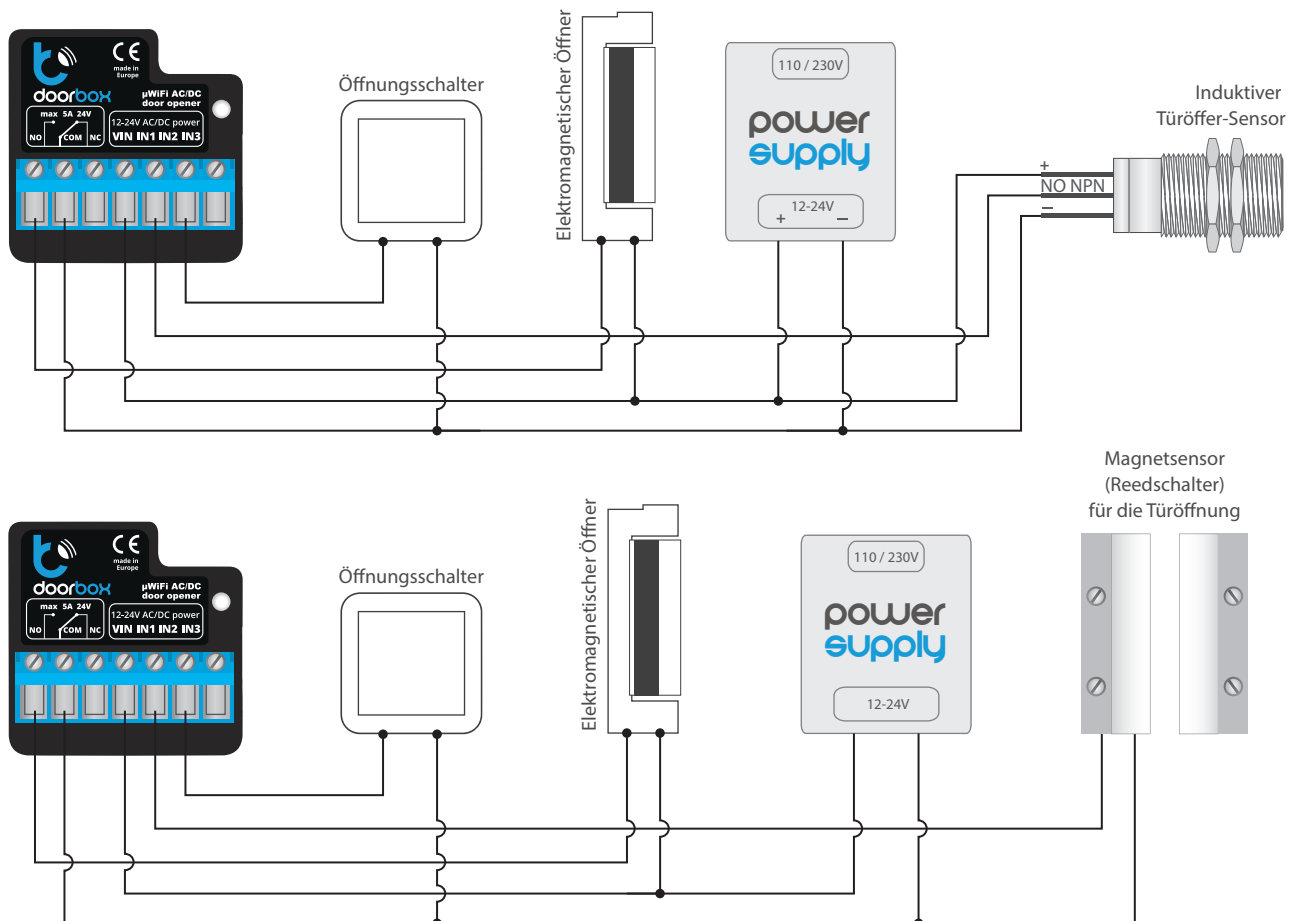 CE
made in
Europe
doorbox
µWiFi AC/DC
door opener
max 5A 24V
NO COM NC
12-24V AC/DC power
VIN IN1 IN2 IN3
Öffnungsschalter
Elektromagnetischer Öffner
110 / 230V
power
supply
12-24V
+ −
Induktiver
Türöffer-Sensor
+
NO NPN
−
Magnetsensor
(Reedschalter)
für die Türöffnung
CE
made in
Europe
doorbox
µWiFi AC/DC
door opener
max 5A 24V
NO COM NC
12-24V AC/DC power
VIN IN1 IN2 IN3
Öffnungsschalter
Elektromagnetischer Öffner
110 / 230V
power
supply
12-24V